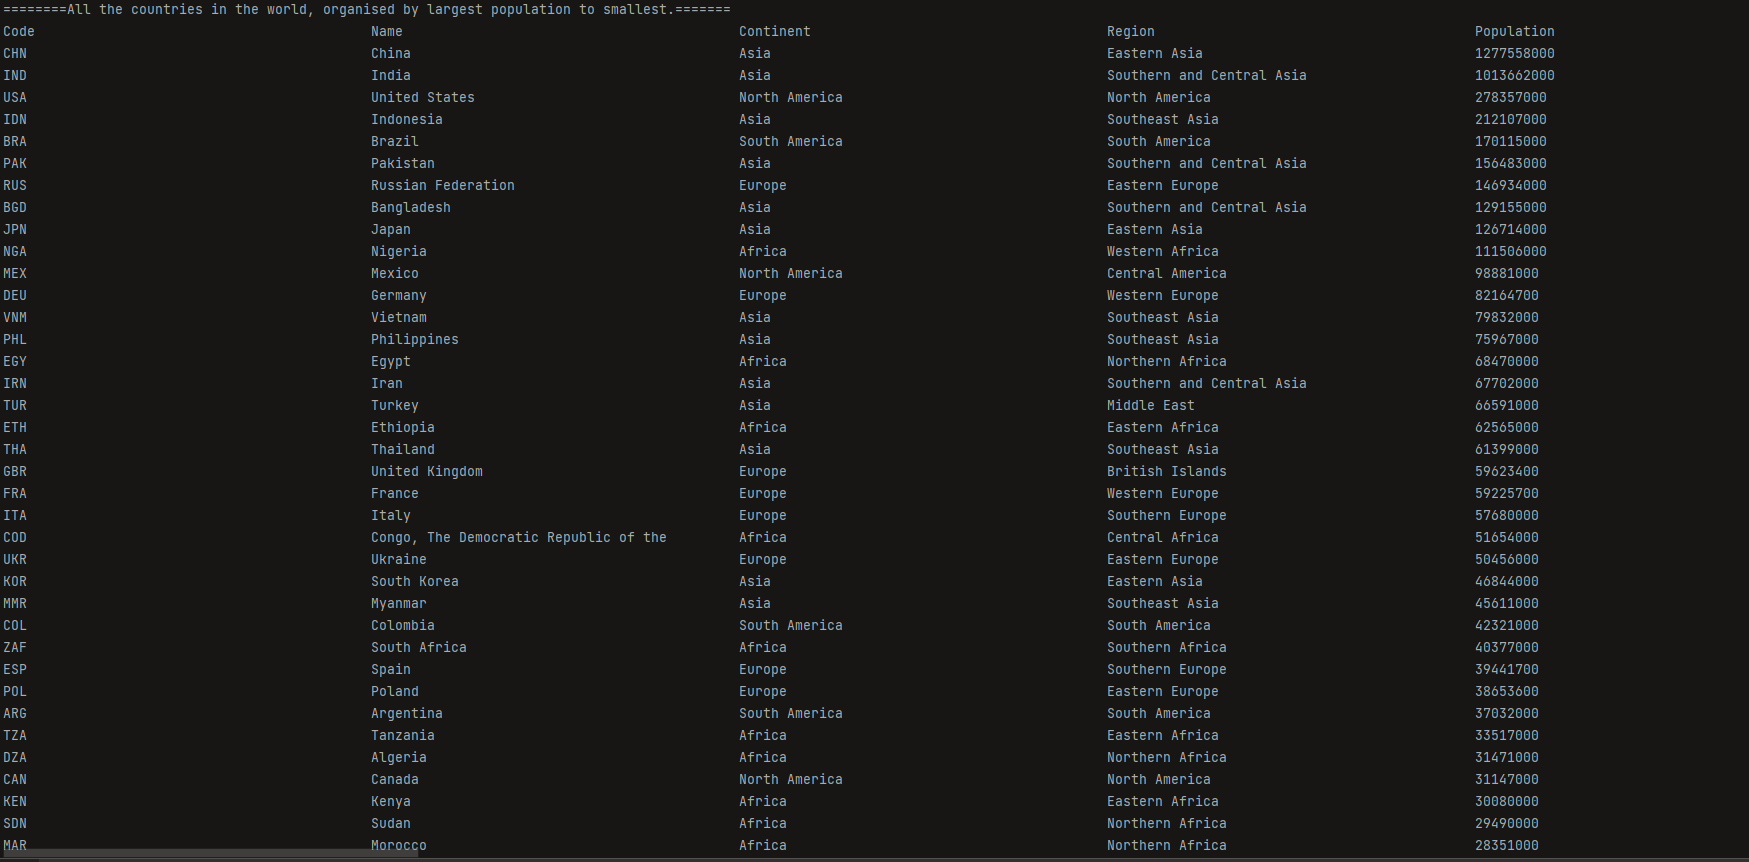 ========All the countries in the world, organised by largest population to smallest.=======
Code Name Continent Region Population
CHN China Asia Eastern Asia 1277558000
IND India Asia Southern and Central Asia 1013662000
USA United States North America North America 278357000
IDN Indonesia Asia Southeast Asia 212107000
BRA Brazil South America South America 170115000
PAK Pakistan Asia Southern and Central Asia 156483000
RUS Russian Federation Europe Eastern Europe 146934000
BGD Bangladesh Asia Southern and Central Asia 129155000
JPN Japan Asia Eastern Asia 126714000
NGA Nigeria Africa Western Africa 111506000
MEX Mexico North America Central America 98881000
DEU Germany Europe Western Europe 82164700
VNM Vietnam Asia Southeast Asia 79832000
PHL Philippines Asia Southeast Asia 75967000
EGY Egypt Africa Northern Africa 68470000
IRN Iran Asia Southern and Central Asia 67702000
TUR Turkey Asia Middle East 66591000
ETH Ethiopia Africa Eastern Africa 62565000
THA Thailand Asia Southeast Asia 61399000
GBR United Kingdom Europe British Islands 59623400
FRA France Europe Western Europe 59225700
ITA Italy Europe Southern Europe 57680000
COD Congo, The Democratic Republic of the Africa Central Africa 51654000
UKR Ukraine Europe Eastern Europe 50456000
KOR South Korea Asia Eastern Asia 46844000
MMR Myanmar Asia Southeast Asia 45611000
COL Colombia South America South America 42321000
ZAF South Africa Africa Southern Africa 40377000
ESP Spain Europe Southern Europe 39441700
POL Poland Europe Eastern Europe 38653600
ARG Argentina South America South America 37032000
TZA Tanzania Africa Eastern Africa 33517000
DZA Algeria Africa Northern Africa 31471000
CAN Canada North America North America 31147000
KEN Kenya Africa Eastern Africa 30080000
SDN Sudan Africa Northern Africa 29490000
MAR Morocco Africa Northern Africa 28351000